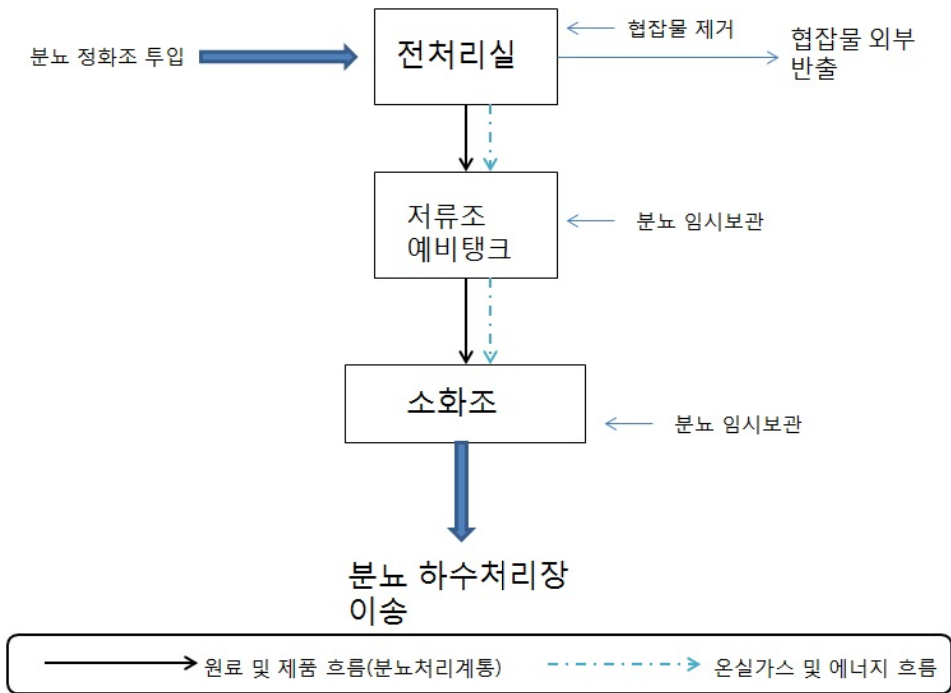 분뇨 정화조 투입
전처리실
협잡물 제거
협잡물 외부
반출
저류조
예비탱크
분뇨 임시보관
소화조
분뇨 임시보관
분뇨 하수처리장
이송
원료 및 제품 흐름(분뇨처리계통)
온실가스 및 에너지 흐름